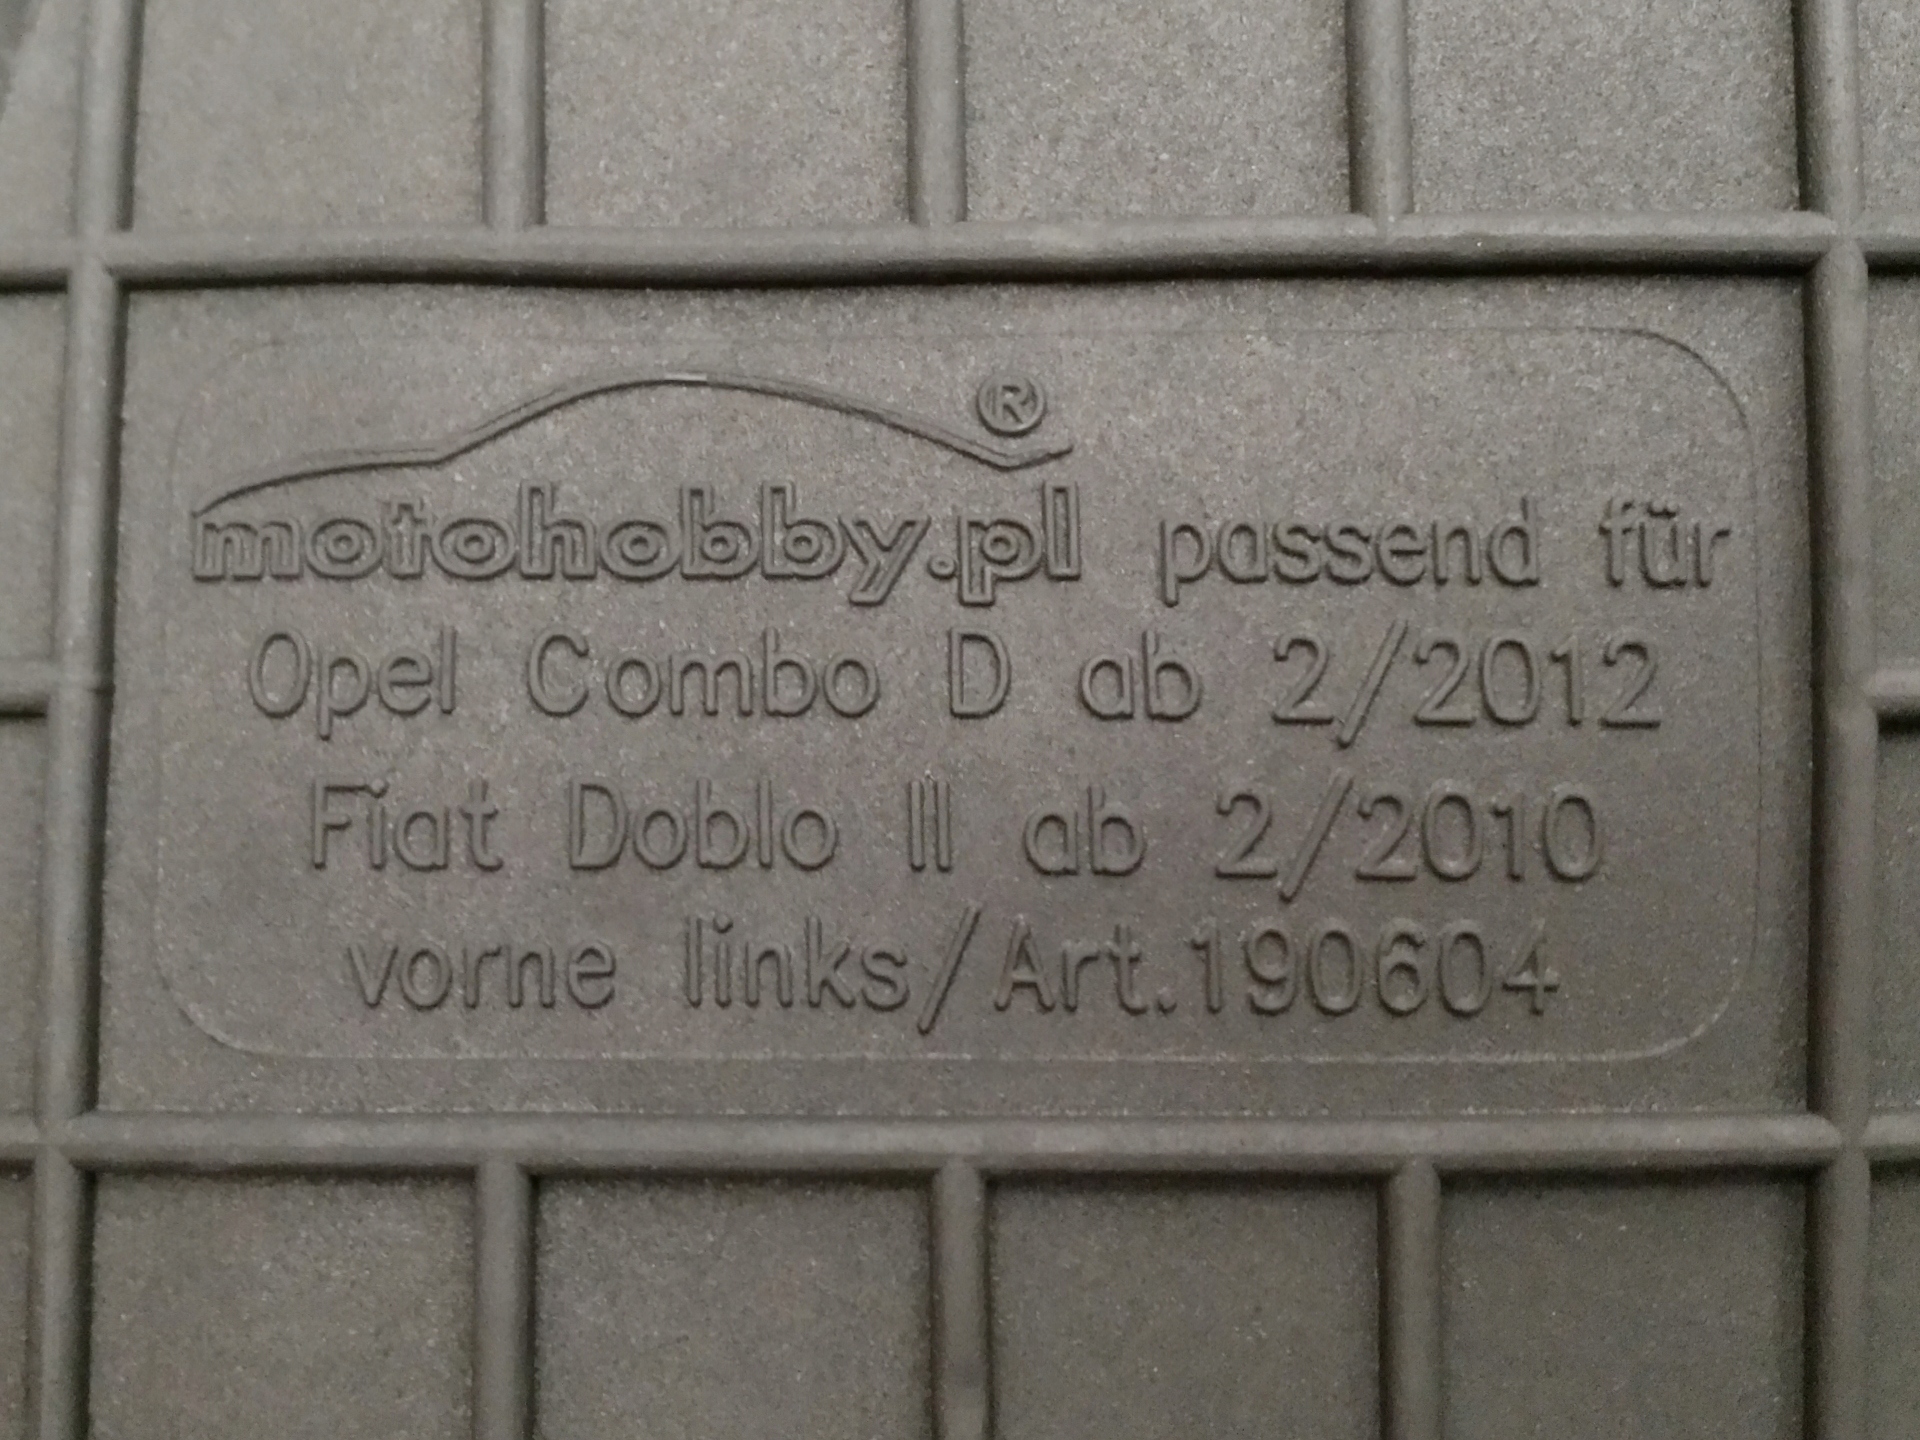 motohobby.pl ® passend für
Opel Combo D ab 2/2012
Fiat Doblo II ab 2/2010
vorne links/Art.190604